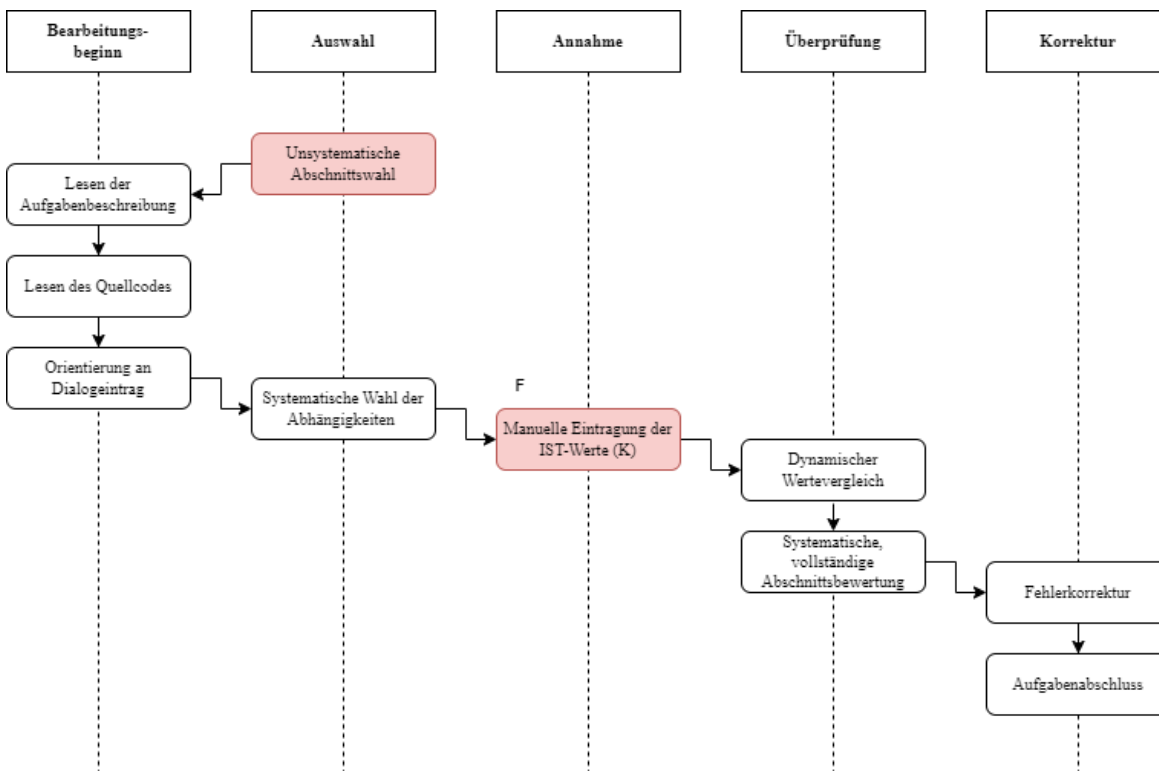 Bearbeitungs-
beginn
Auswahl
Annahme
Überprüfung
Korrektur
Unsystematische
Abschnittswahl
Lesen der
Aufgabenbeschreibung
Lesen des Quellcodes
Orientierung an
Dialogeintrag
Systematische Wahl der
Abhängigkeiten
F
Manuelle Eintragung der
IST-Werte (K)
Dynamischer
Wertevergleich
Systematische,
vollständige
Abschnittsbewertung
Fehlerkorrektur
Aufgabenabschluss